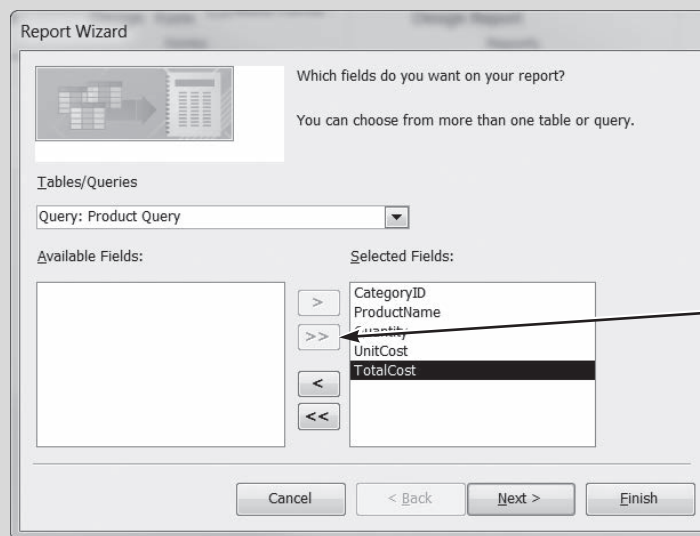 Report Wizard
Which fields do you want on your report?
You can choose from more than one table or query.
Tables/Queries
Query: Product Query
Available Fields:
Selected Fields:
>
>>
<
<<
CategoryID
ProductName
Quantity
UnitCost
TotalCost
Cancel
< Back
Next >
Finish